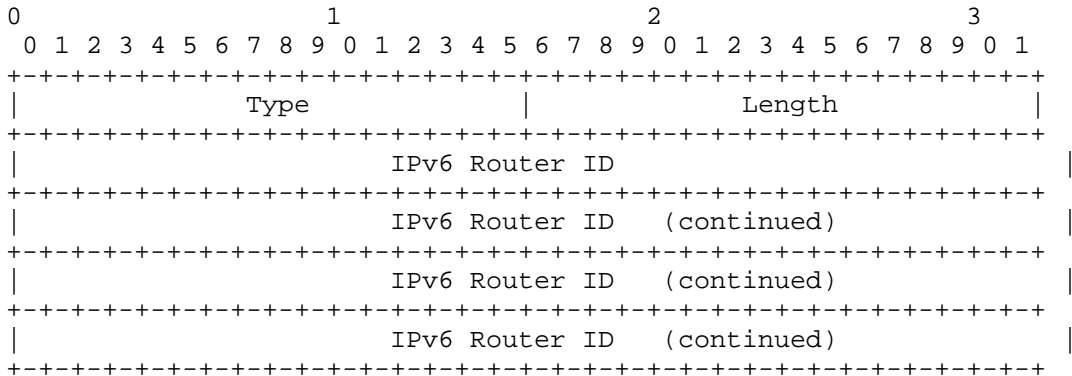 0                   1                   2                   3
 0 1 2 3 4 5 6 7 8 9 0 1 2 3 4 5 6 7 8 9 0 1 2 3 4 5 6 7 8 9 0 1
+-+-+-+-+-+-+-+-+-+-+-+-+-+-+-+-+-+-+-+-+-+-+-+-+-+-+-+-+-+-+-+-+
|              Type             |             Length            |
+-+-+-+-+-+-+-+-+-+-+-+-+-+-+-+-+-+-+-+-+-+-+-+-+-+-+-+-+-+-+-+-+
|                       IPv6 Router ID                            |
+-+-+-+-+-+-+-+-+-+-+-+-+-+-+-+-+-+-+-+-+-+-+-+-+-+-+-+-+-+-+-+-+
|                       IPv6 Router ID   (continued)              |
+-+-+-+-+-+-+-+-+-+-+-+-+-+-+-+-+-+-+-+-+-+-+-+-+-+-+-+-+-+-+-+-+
|                       IPv6 Router ID   (continued)              |
+-+-+-+-+-+-+-+-+-+-+-+-+-+-+-+-+-+-+-+-+-+-+-+-+-+-+-+-+-+-+-+-+
|                       IPv6 Router ID   (continued)              |
+-+-+-+-+-+-+-+-+-+-+-+-+-+-+-+-+-+-+-+-+-+-+-+-+-+-+-+-+-+-+-+-+